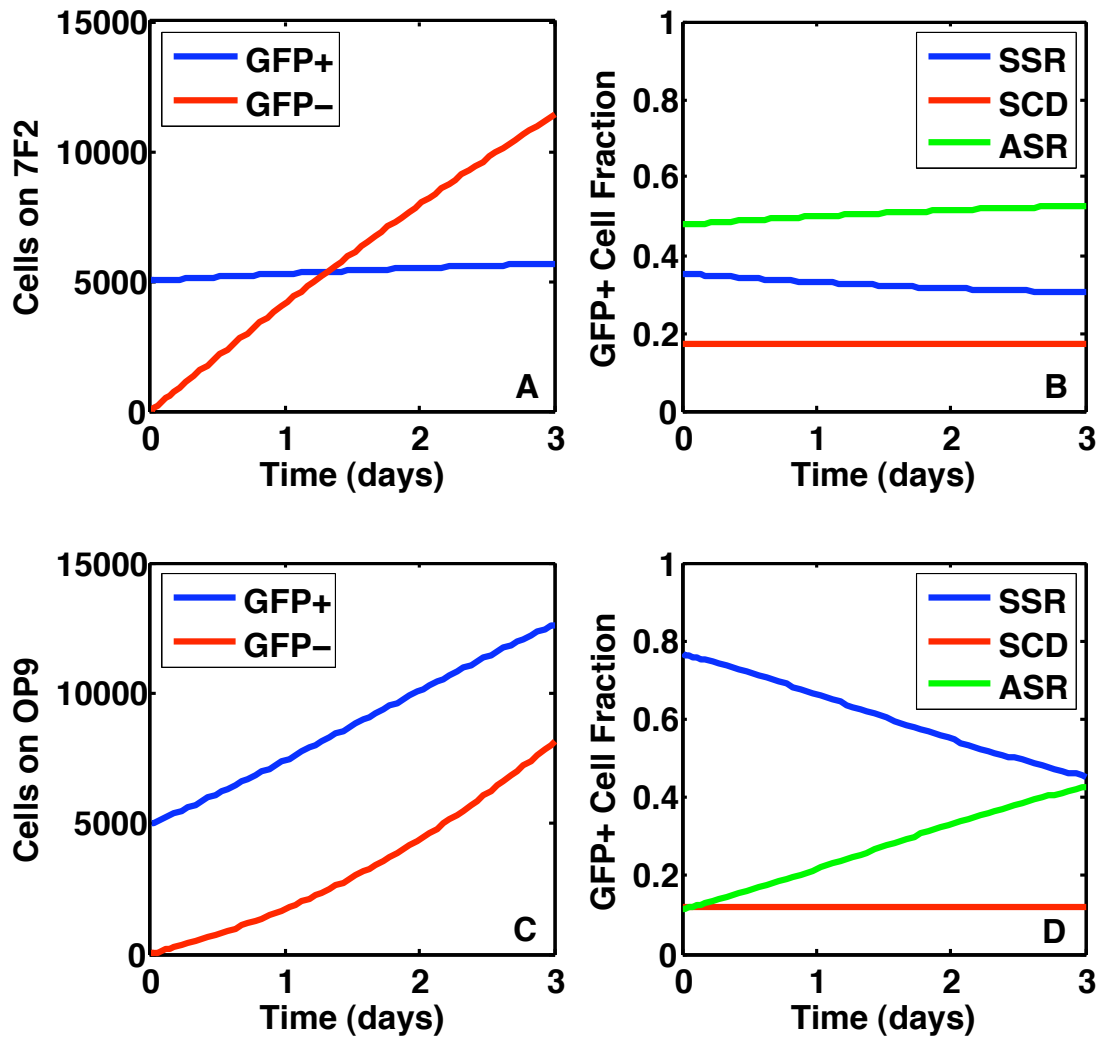 15000
10000
5000
0
Cells on 7F2
GFP+
GFP−
A
0 1 2 3
Time (days)
1
0.8
0.6
0.4
0.2
0
GFP+ Cell Fraction
SSR
SCD
ASR
B
0 1 2 3
Time (days)
15000
10000
5000
0
Cells on OP9
GFP+
GFP−
C
0 1 2 3
Time (days)
1
0.8
0.6
0.4
0.2
0
GFP+ Cell Fraction
SSR
SCD
ASR
D
0 1 2 3
Time (days)